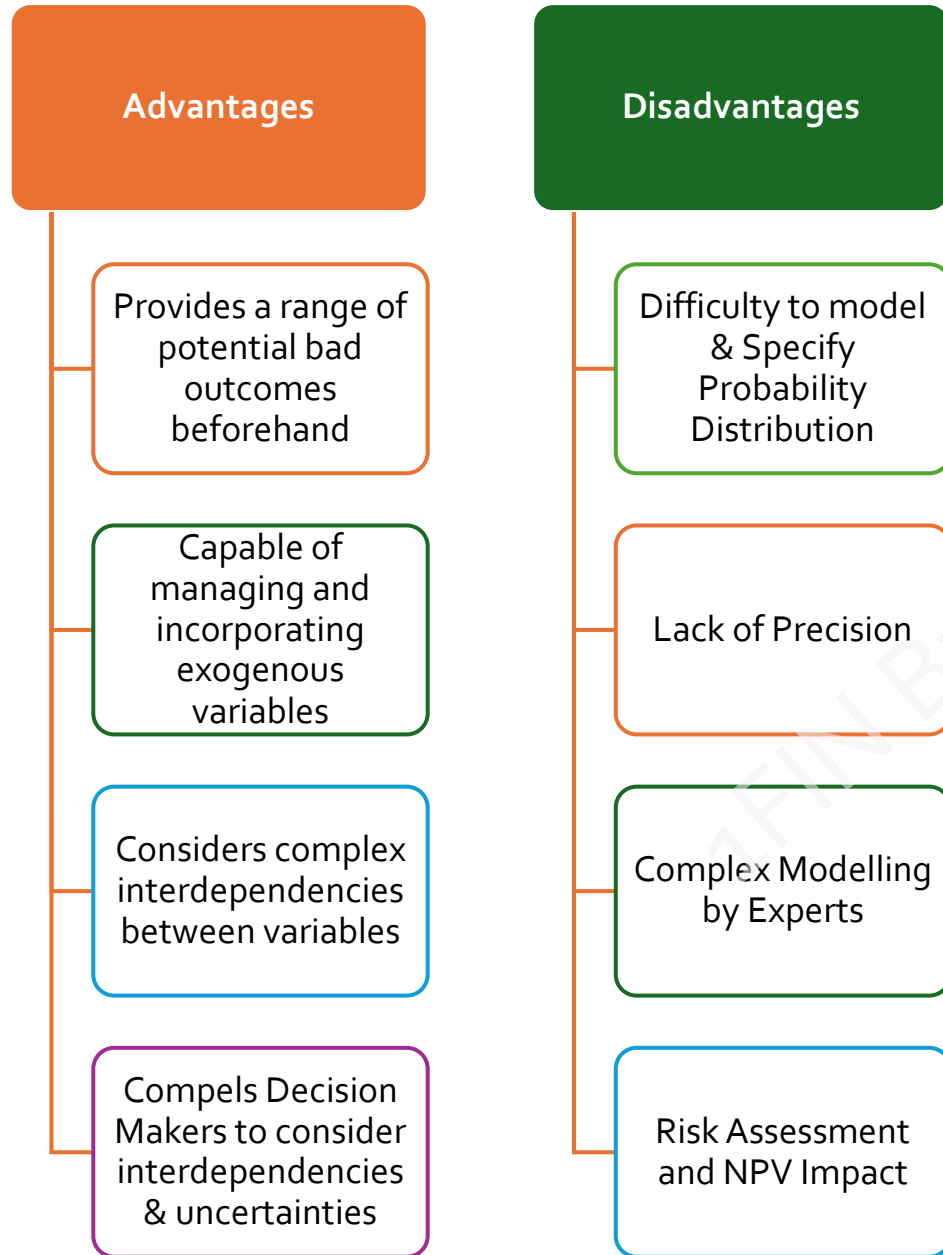 Advantages
Provides a range of
potential bad
outcomes
beforehand
Capable of
managing and
incorporating
exogenous
variables
Considers complex
interdependencies
between variables
Compels Decision
Makers to consider
interdependencies
& uncertainties
Disadvantages
Difficulty to model
& Specify
Probability
Distribution
Lack of Precision
Complex Modelling
by Experts
Risk Assessment
and NPV Impact
1FIN